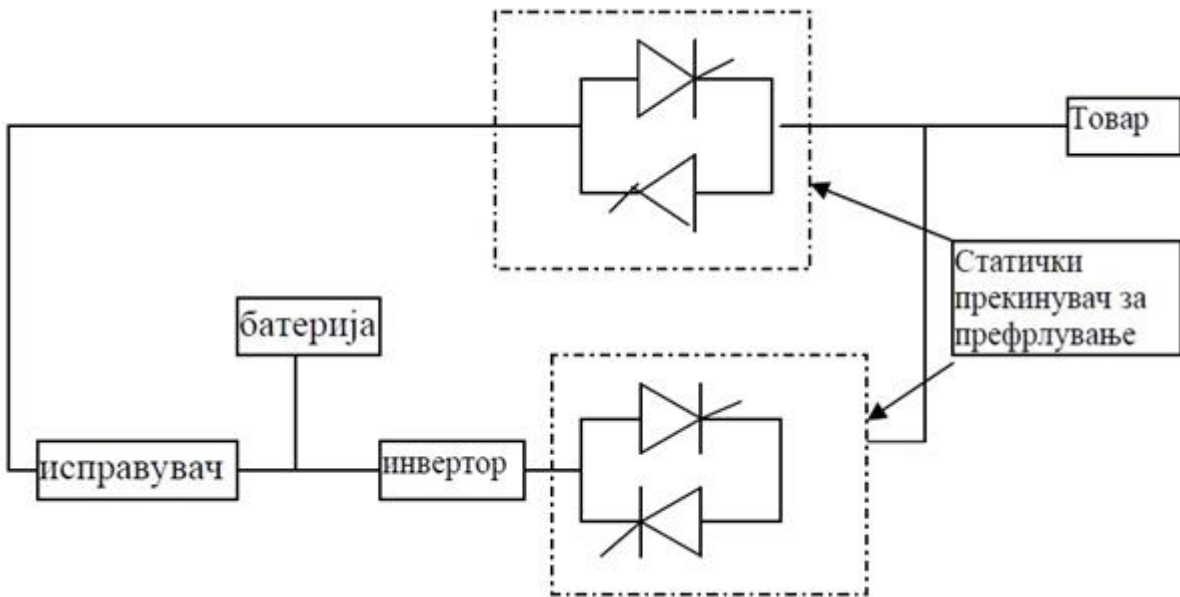 Товар
Статички
прекинувач за
префрлување
батерија
исправувач
инвертор